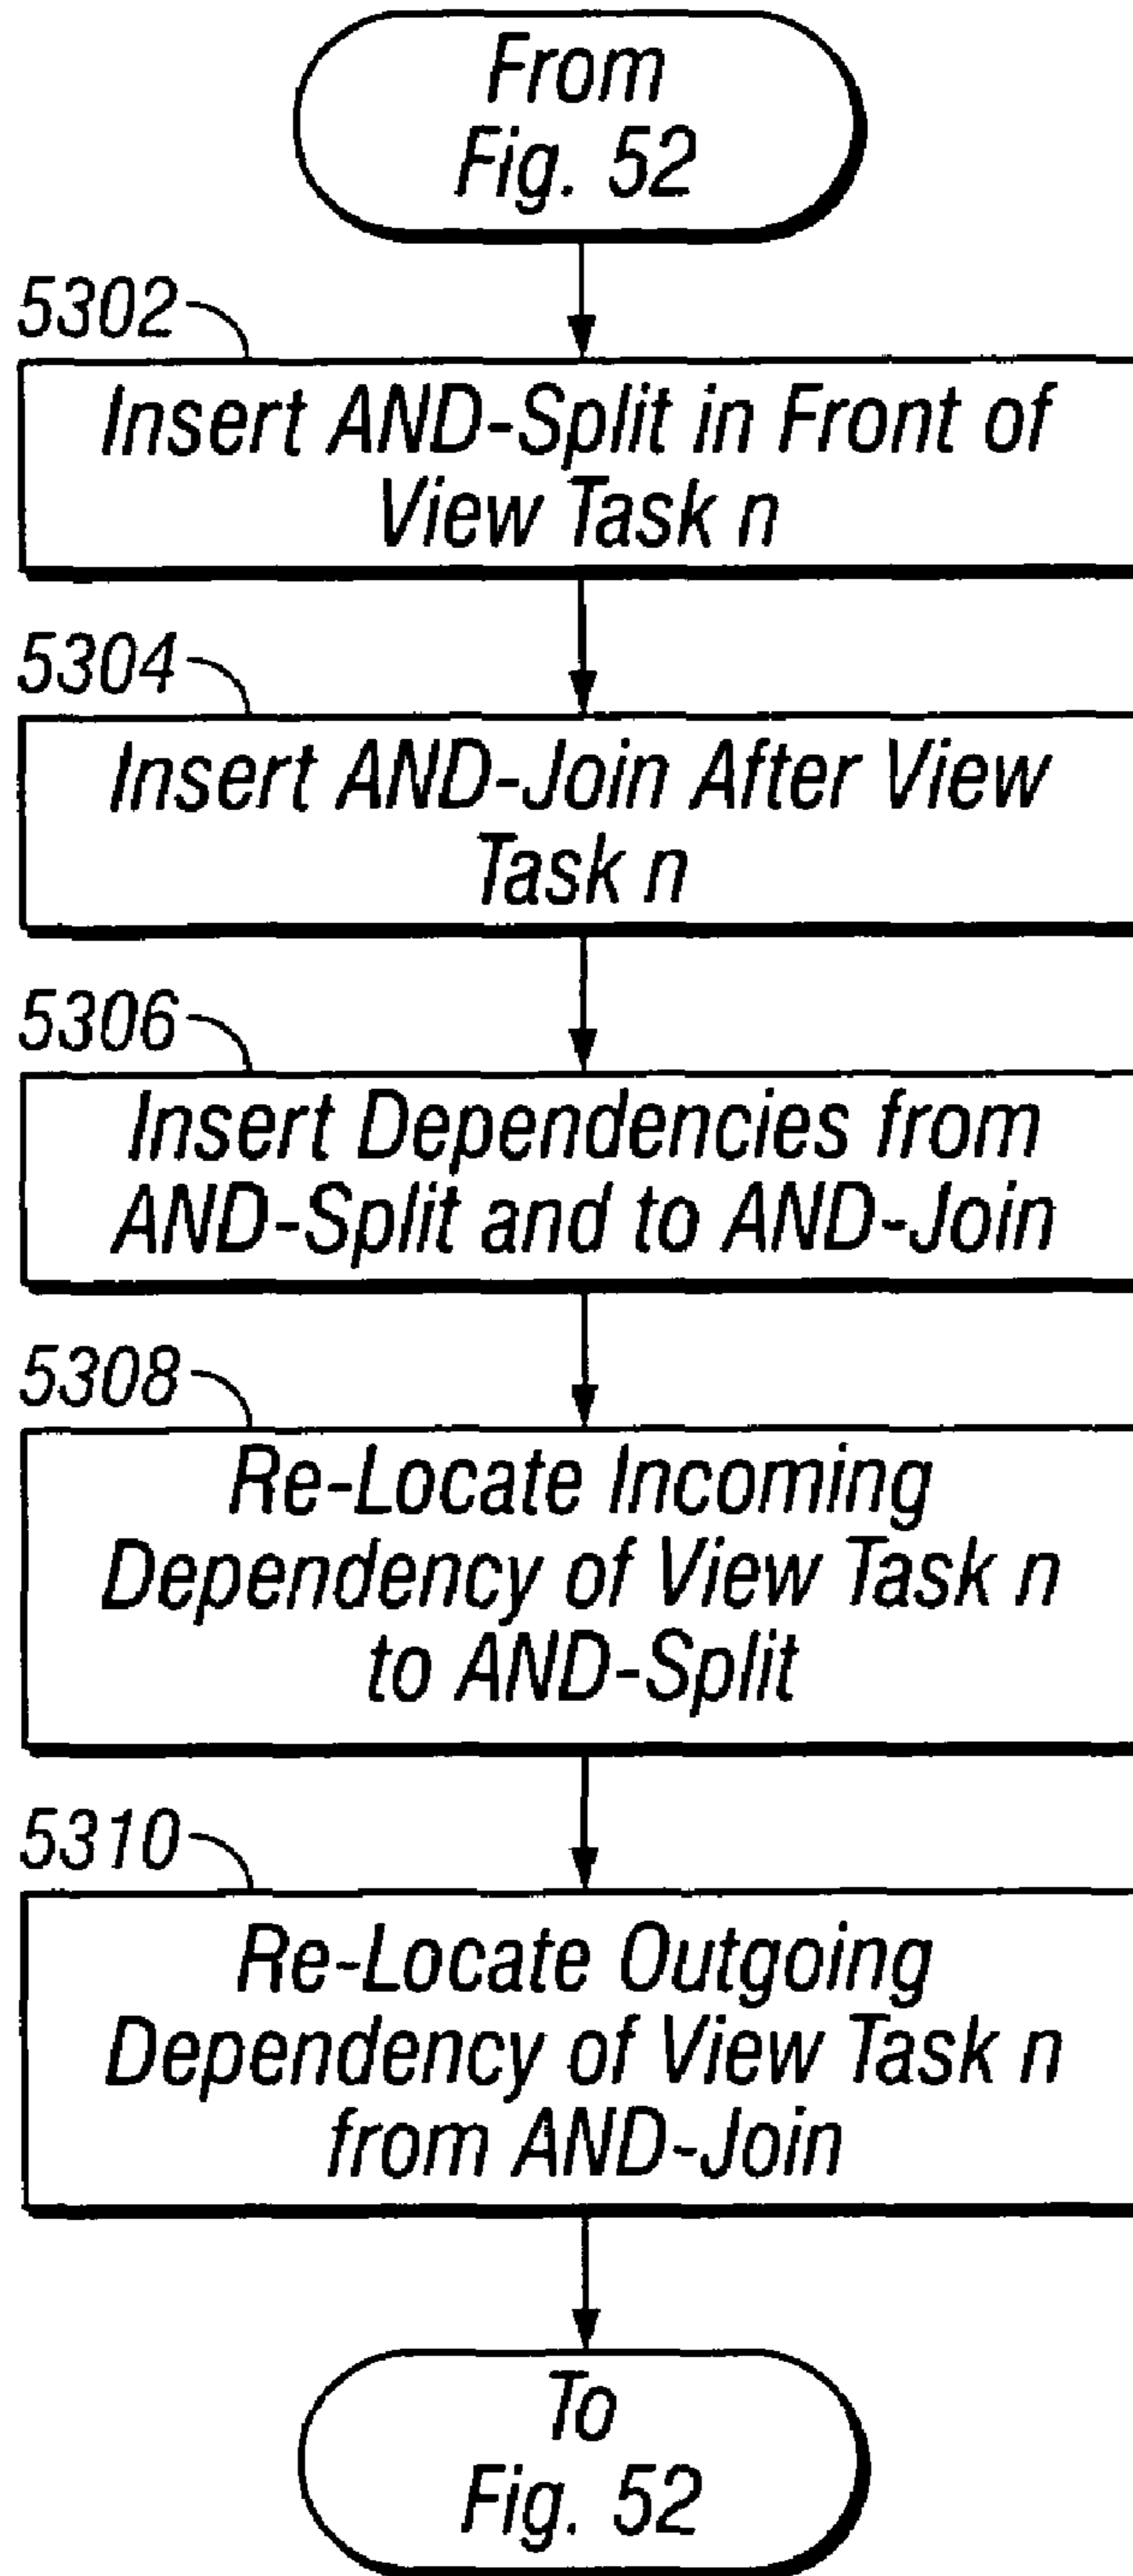 From
Fig. 52
5302
Insert AND-Split in Front of
View Task n
5304
Insert AND-Join After View
Task n
5306
Insert Dependencies from
AND-Split and to AND-Join
5308
Re-Locate Incoming
Dependency of View Task n
to AND-Split
5310
Re-Locate Outgoing
Dependency of View Task n
from AND-Join
To
Fig. 52